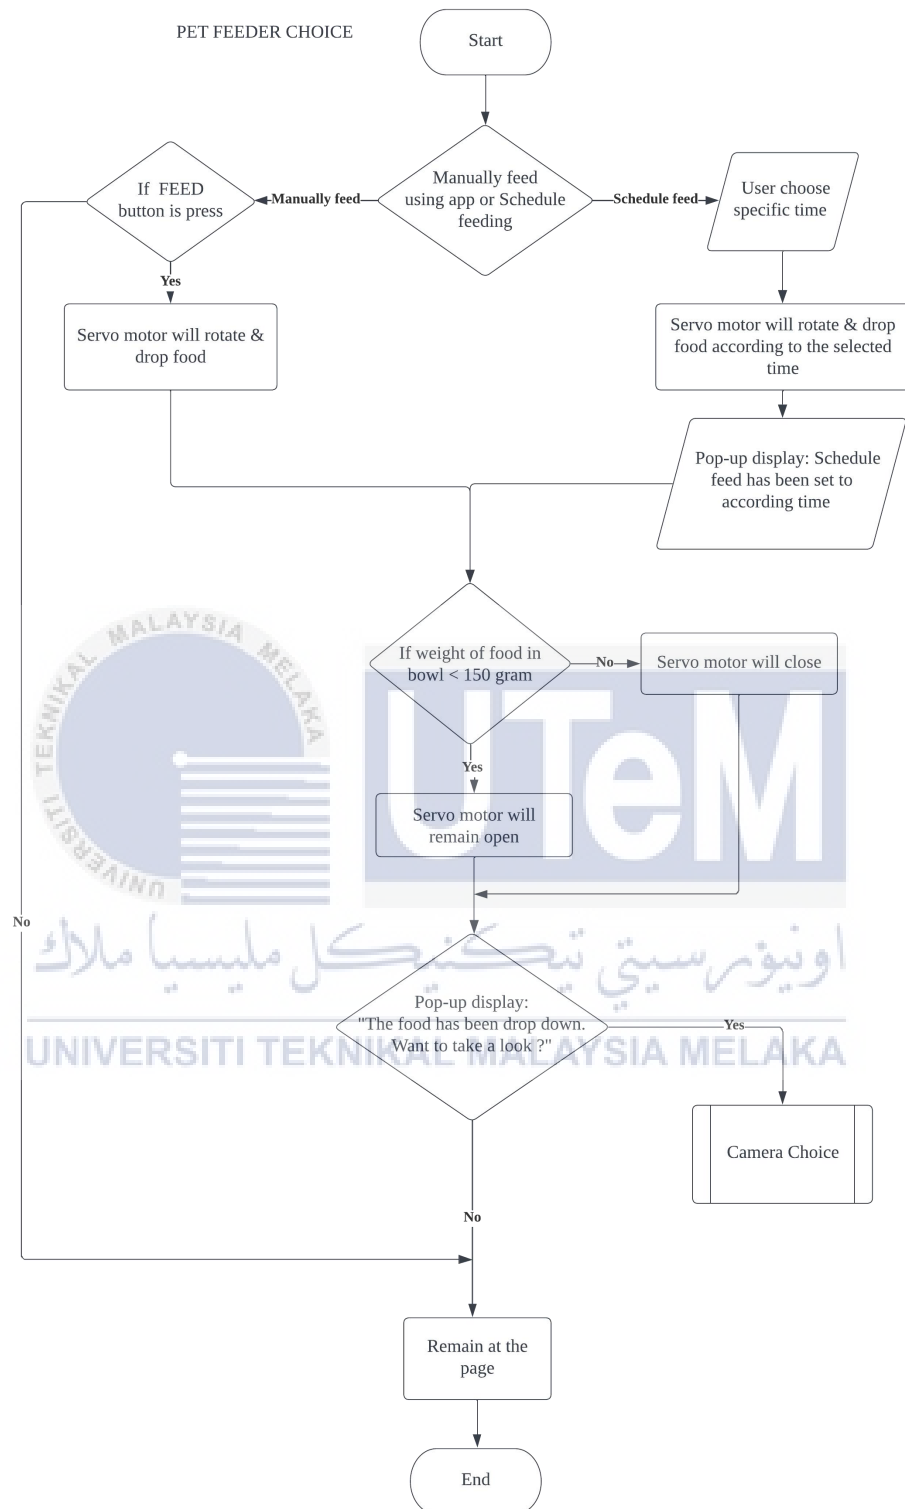 PET FEEDER CHOICE
Start
Manually feed
using app or Schedule
feeding
Manually feed
Schedule feed
If FEED
button is press
User choose
specific time
Yes
Servo motor will rotate &
drop food
Servo motor will rotate & drop
food according to the selected
time
Pop-up display: Schedule
feed has been set to
according time
If weight of food in
bowl < 150 gram
No
Servo motor will close
Yes
Servo motor will
remain open
UNIVERSITI TEKNIKAL MALAYSIA MELAKA
UTeM
No
اونيۏرسيتي تيكنيكل مليسيا ملاك
Pop-up display:
"The food has been drop down.
Want to take a look ?"
Yes
UNIVERSITI TEKNIKAL MALAYSIA MELAKA
Camera Choice
No
Remain at the
page
End